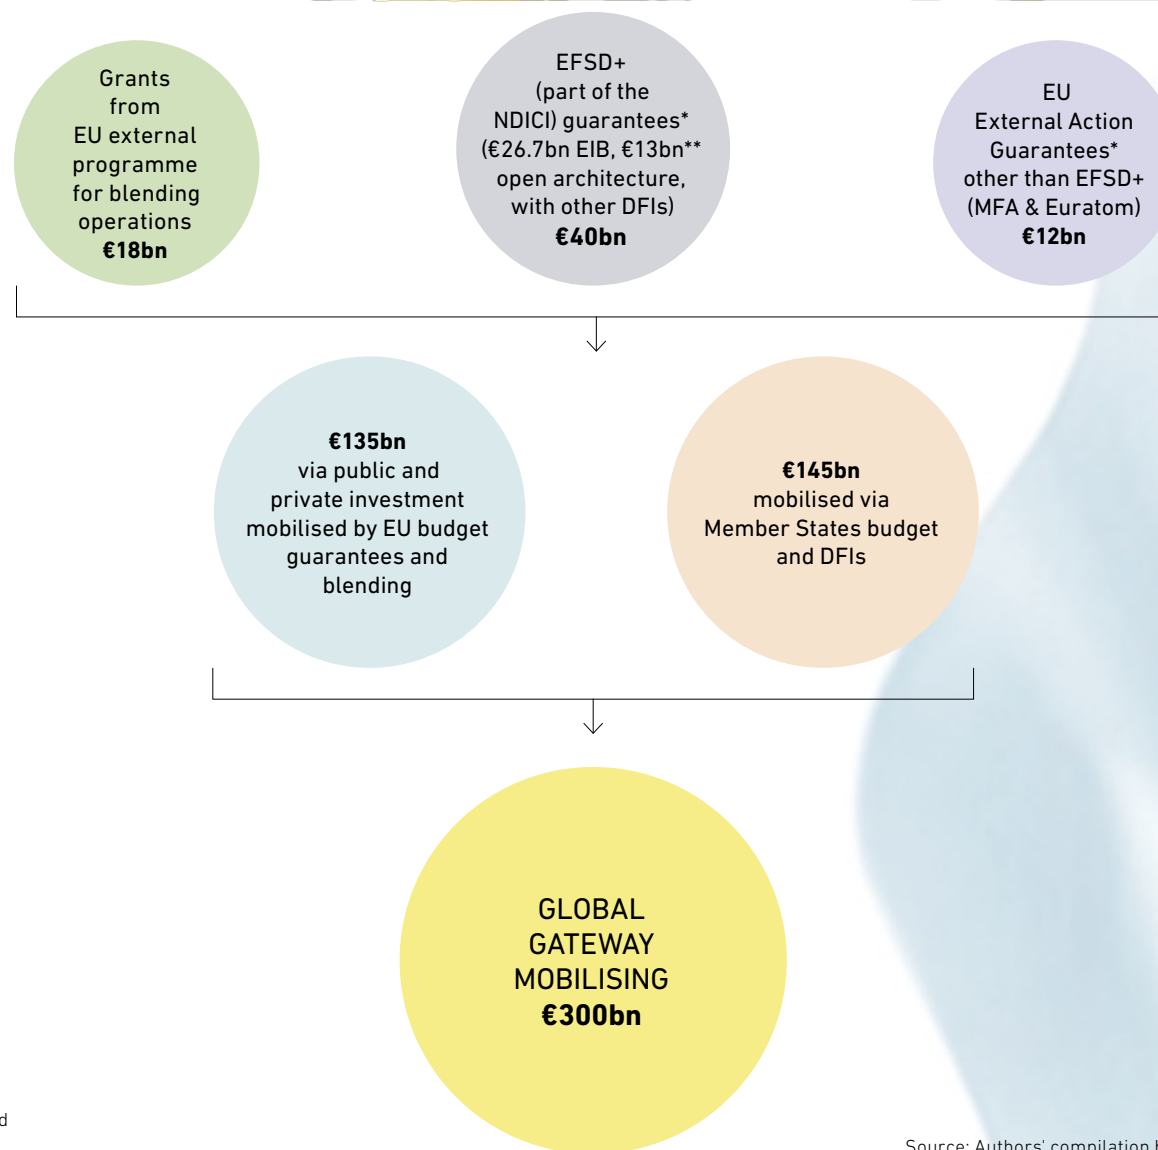 Grants
from
EU external
programme
for blending
operations
€18bn
EFSD+
(part of the
NDICI) guarantees*
(€26.7bn EIB, €13bn**
open architecture,
with other DFIs)
€40bn
EU
External Action
Guarantees*
other than EFSD+
(MFA & Euratom)
€12bn
€135bn
via public and
private investment
mobilised by EU budget
guarantees and
blending
€145bn
mobilised via
Member States budget
and DFIs
GLOBAL
GATEWAY
MOBILISING
€300bn
Source: Authors' compilation